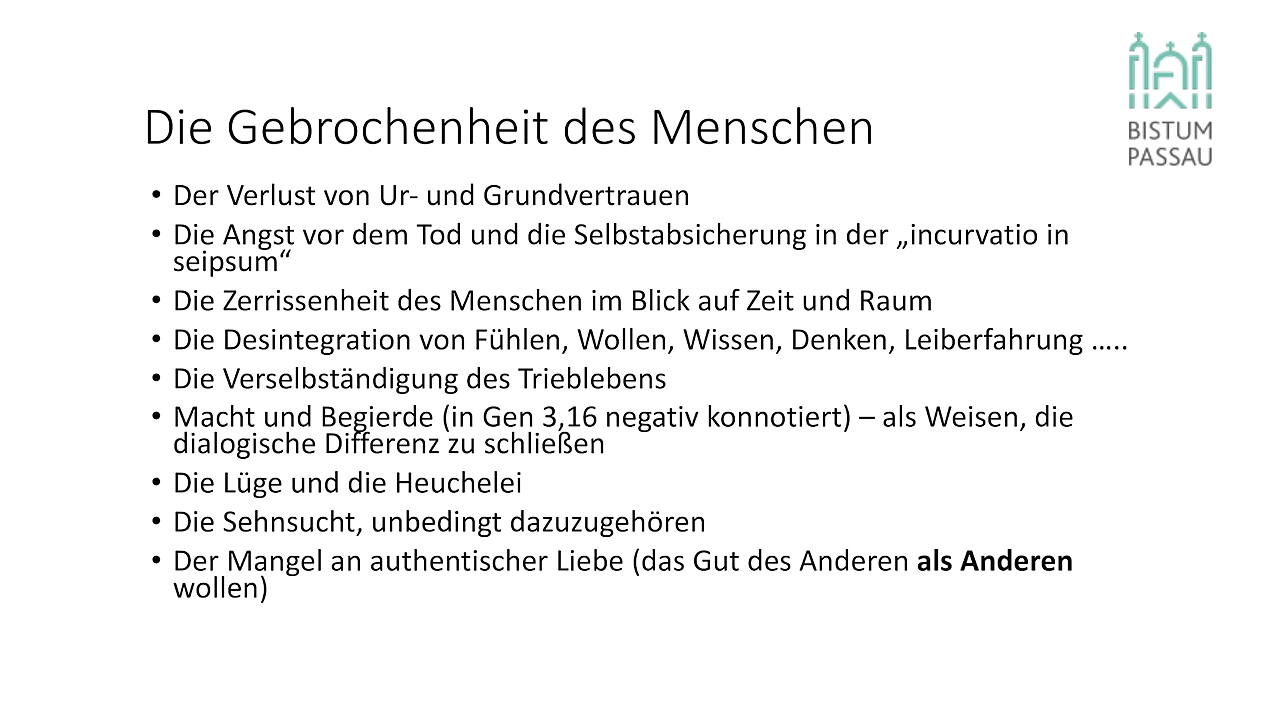 BISTUM
PASSAU
Die Gebrochenheit des Menschen
• Der Verlust von Ur- und Grundvertrauen
• Die Angst vor dem Tod und die Selbstabsicherung in der „incurvatio in
seipsum“
• Die Zerrissenheit des Menschen im Blick auf Zeit und Raum
• Die Desintegration von Fühlen, Wollen, Wissen, Denken, Leiberfahrung …..
• Die Verselbständigung des Trieblebens
• Macht und Begierde (in Gen 3,16 negativ konnotiert) – als Weisen, die
dialogische Differenz zu schließen
• Die Lüge und die Heuchelei
• Die Sehnsucht, unbedingt dazuzugehören
• Der Mangel an authentischer Liebe (das Gut des Anderen als Anderen
wollen)